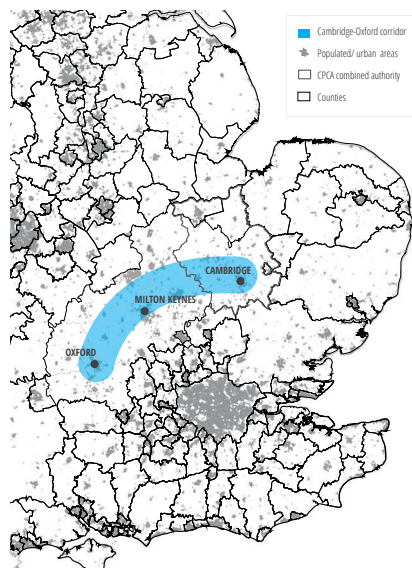 Cambridge-Oxford corridor
Populated/ urban areas
CPCA combined authority
Counties
CAMBRIDGE
MILTON KEYNES
OXFORD